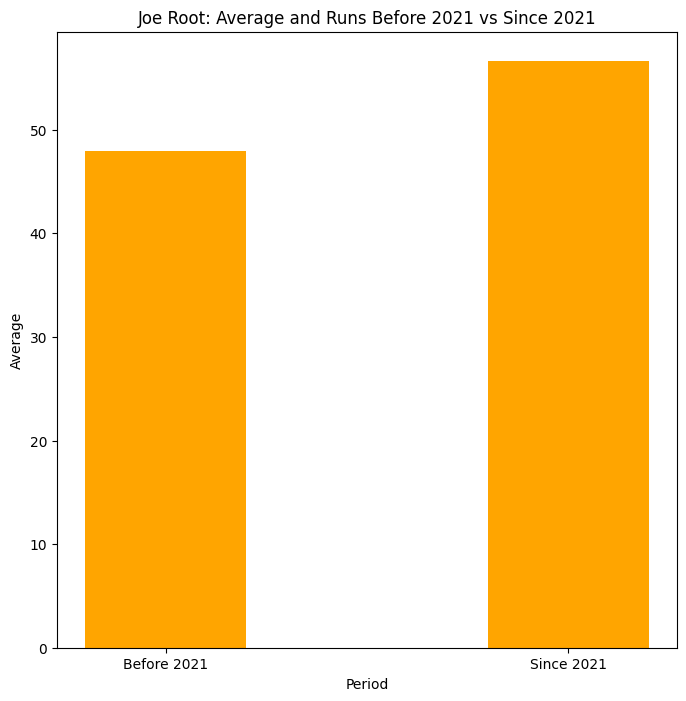 Joe Root: Average and Runs Before 2021 vs Since 2021
Average
50
40
30
20
10
0
Before 2021
Since 2021
Period